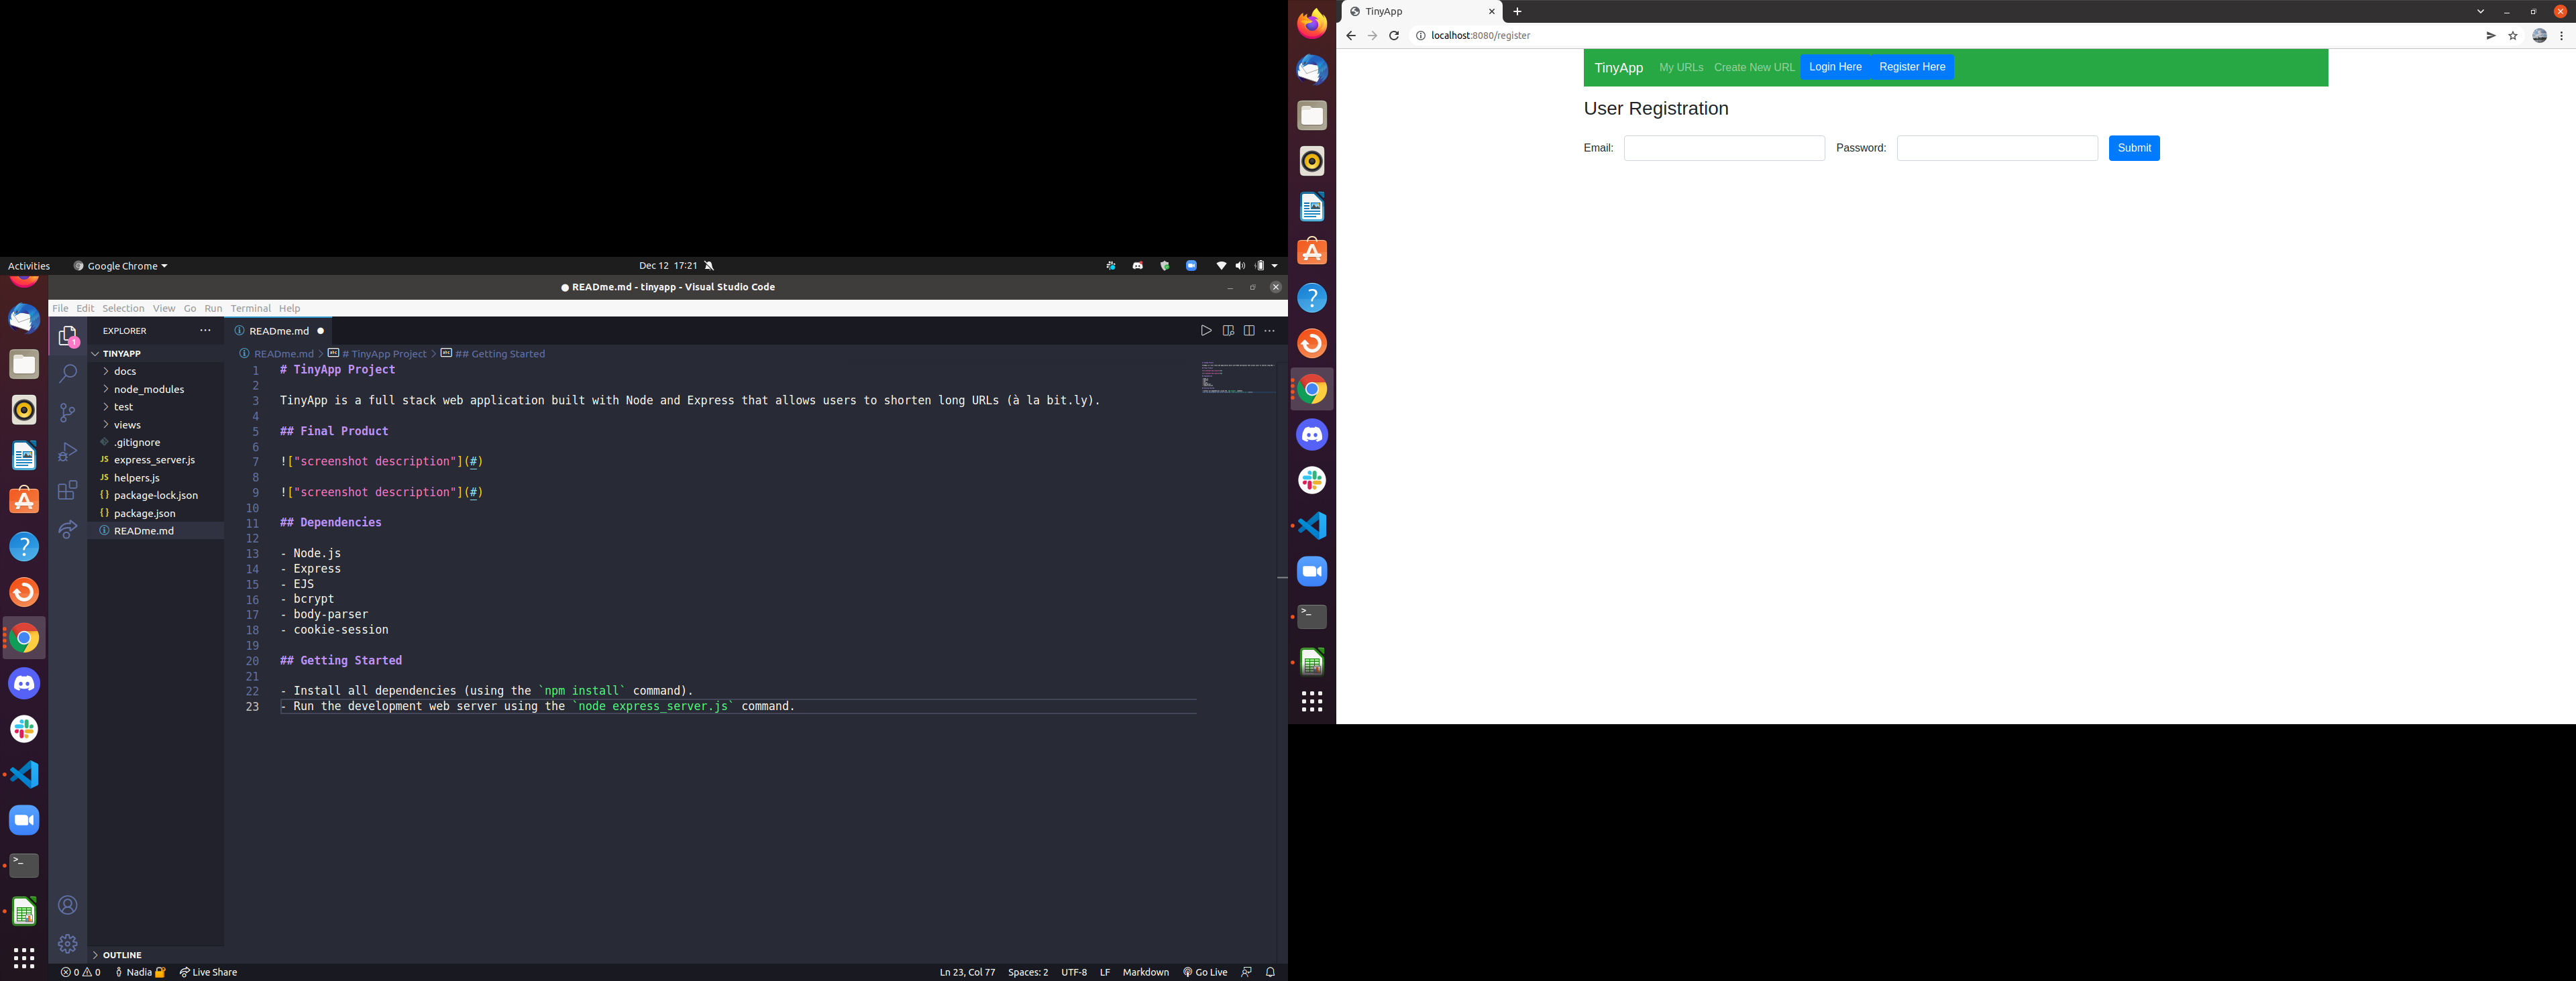 Activities
Google Chrome
Dec 12 17:21
● READme.md - tinyapp - Visual Studio Code
File Edit Selection View Go Run Terminal Help
EXPLORER
1
READme.md
READme.md > # TinyApp Project > ## Getting Started
TINYAPP
docs
node_modules
test
views
.gitignore
JS express_server.js
JS helpers.js
{} package-lock.json
{} package.json
READme.md
OUTLINE
1 # TinyApp Project
2
3 TinyApp is a full stack web application built with Node and Express that allows users to shorten long URLs (à la bit.ly).
4
5 ## Final Product
6
7 !["screenshot description"](#)
8
9 !["screenshot description"](#)
10
11 ## Dependencies
12
13 - Node.js
14 - Express
15 - EJS
16 - bcrypt
17 - body-parser
18 - cookie-session
19
20 ## Getting Started
21
22 - Install all dependencies (using the `npm install` command).
23 - Run the development web server using the `node express_server.js` command.
0 0 Nadia Live Share
Ln 23, Col 77 Spaces: 2 UTF-8 LF Markdown Go Live
TinyApp
localhost:8080/register
TinyApp My URLs Create New URL Login Here Register Here
User Registration
Email: Password: Submit